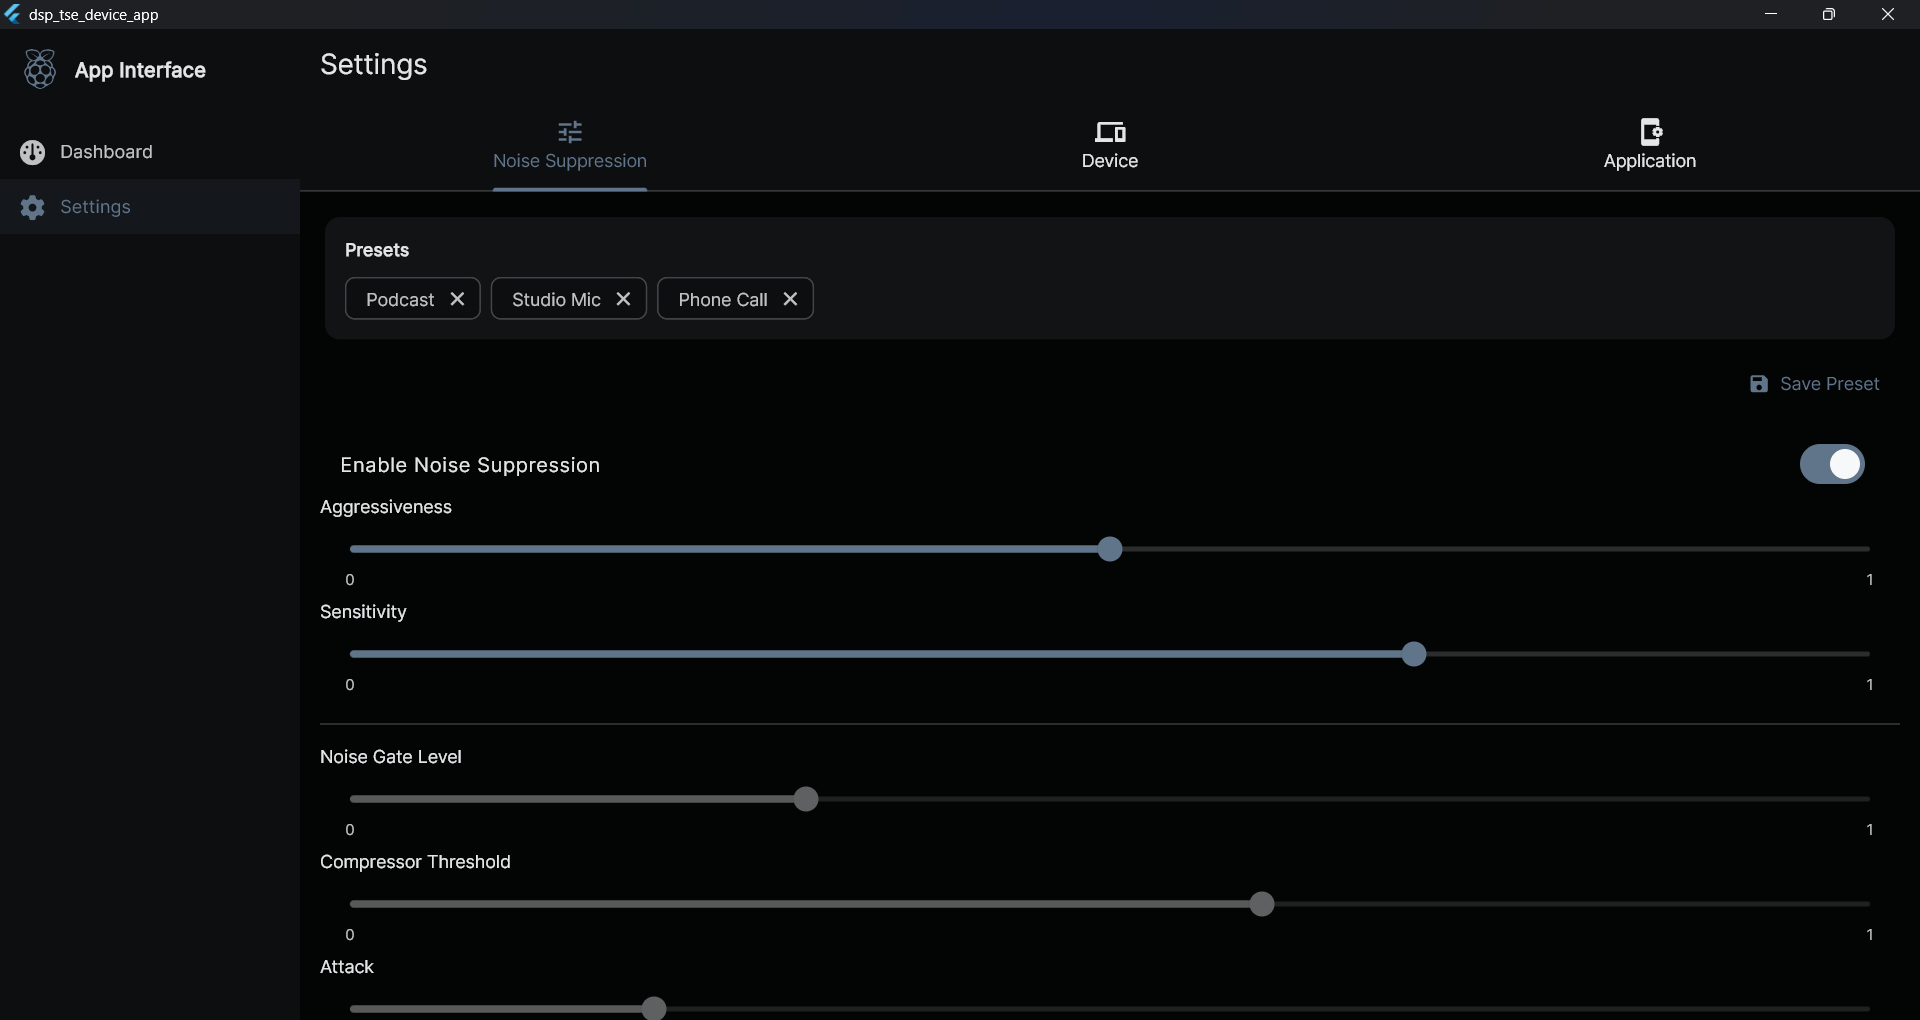 dsp_tse_device_app
App Interface
Settings
Dashboard
Settings
Noise Suppression
Device
Application
Presets
Podcast
Studio Mic
Phone Call
Save Preset
Enable Noise Suppression
Aggressiveness
0 1
Sensitivity
0 1
Noise Gate Level
0 1
Compressor Threshold
0 1
Attack